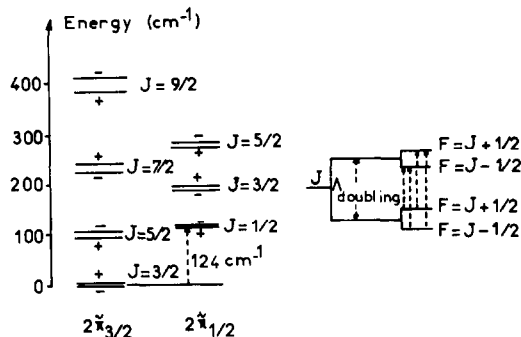 Energy (cm⁻¹)
400
300
200
100
0
−
+
J = 9/2
+
−
J=7/2
−
+
J=5/2
+
−
J=3/2
−
+
J=5/2
+
−
J=3/2
−
+
J=1/2
124 cm⁻¹
2π̃3/2
2π̃1/2
J
Λ
doubling
F=J+1/2
F=J-1/2
F=J+1/2
F=J-1/2